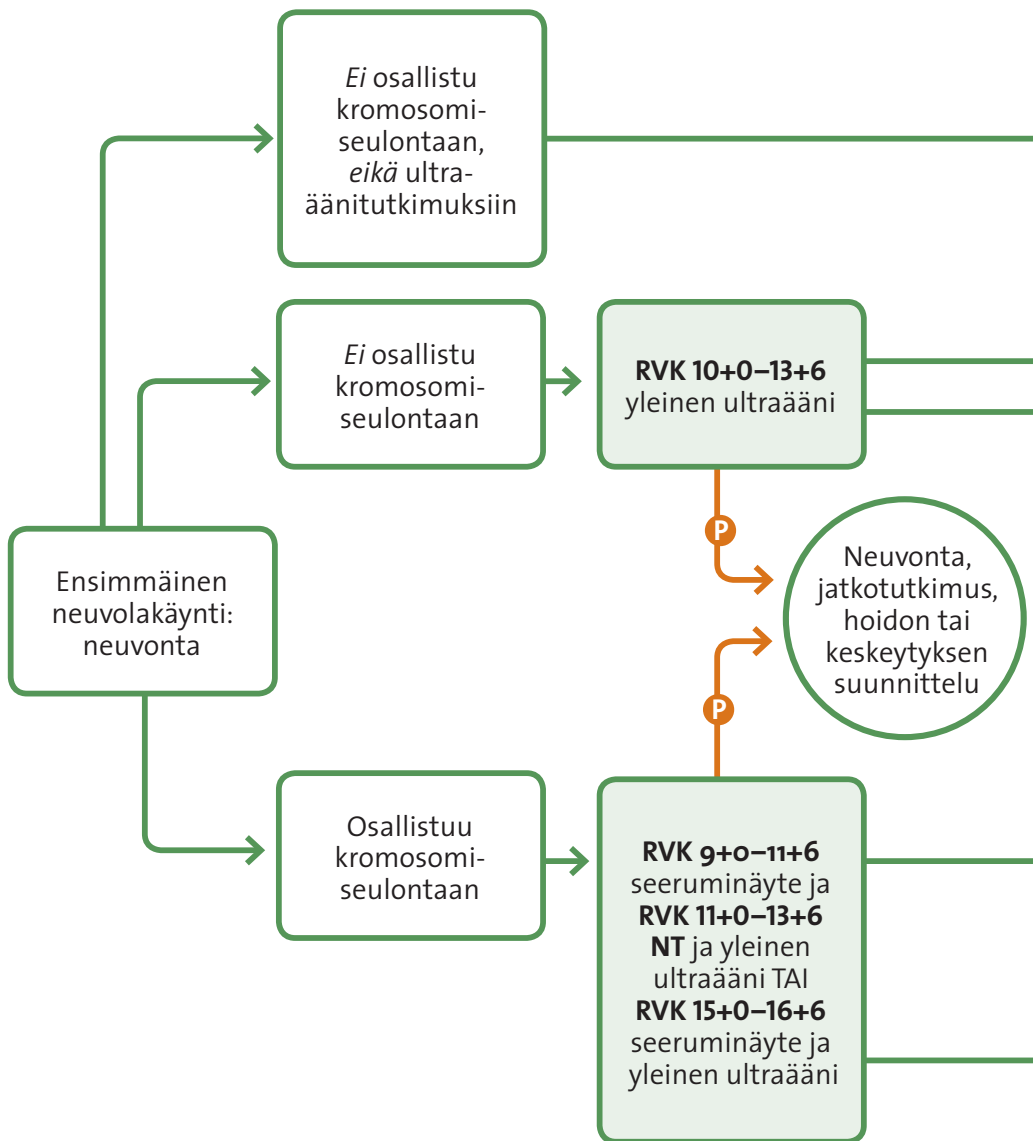 Ei osallistu
kromosomi-
seulontaan,
eikä ultra-
äänitutkimuksiin
Ei osallistu
kromosomi-
seulontaan
RVK 10+0–13+6
yleinen ultraääni
P
Neuvonta,
jatkotutkimus,
hoidon tai
keskeytyksen
suunnittelu
Ensimmäinen
neuvolakäynti:
neuvonta
P
Osallistuu
kromosomi-
seulontaan
RVK 9+0–11+6
seeruminäyte ja
RVK 11+0–13+6
NT ja yleinen
ultraääni TAI
RVK 15+0–16+6
seeruminäyte ja
yleinen ultraääni